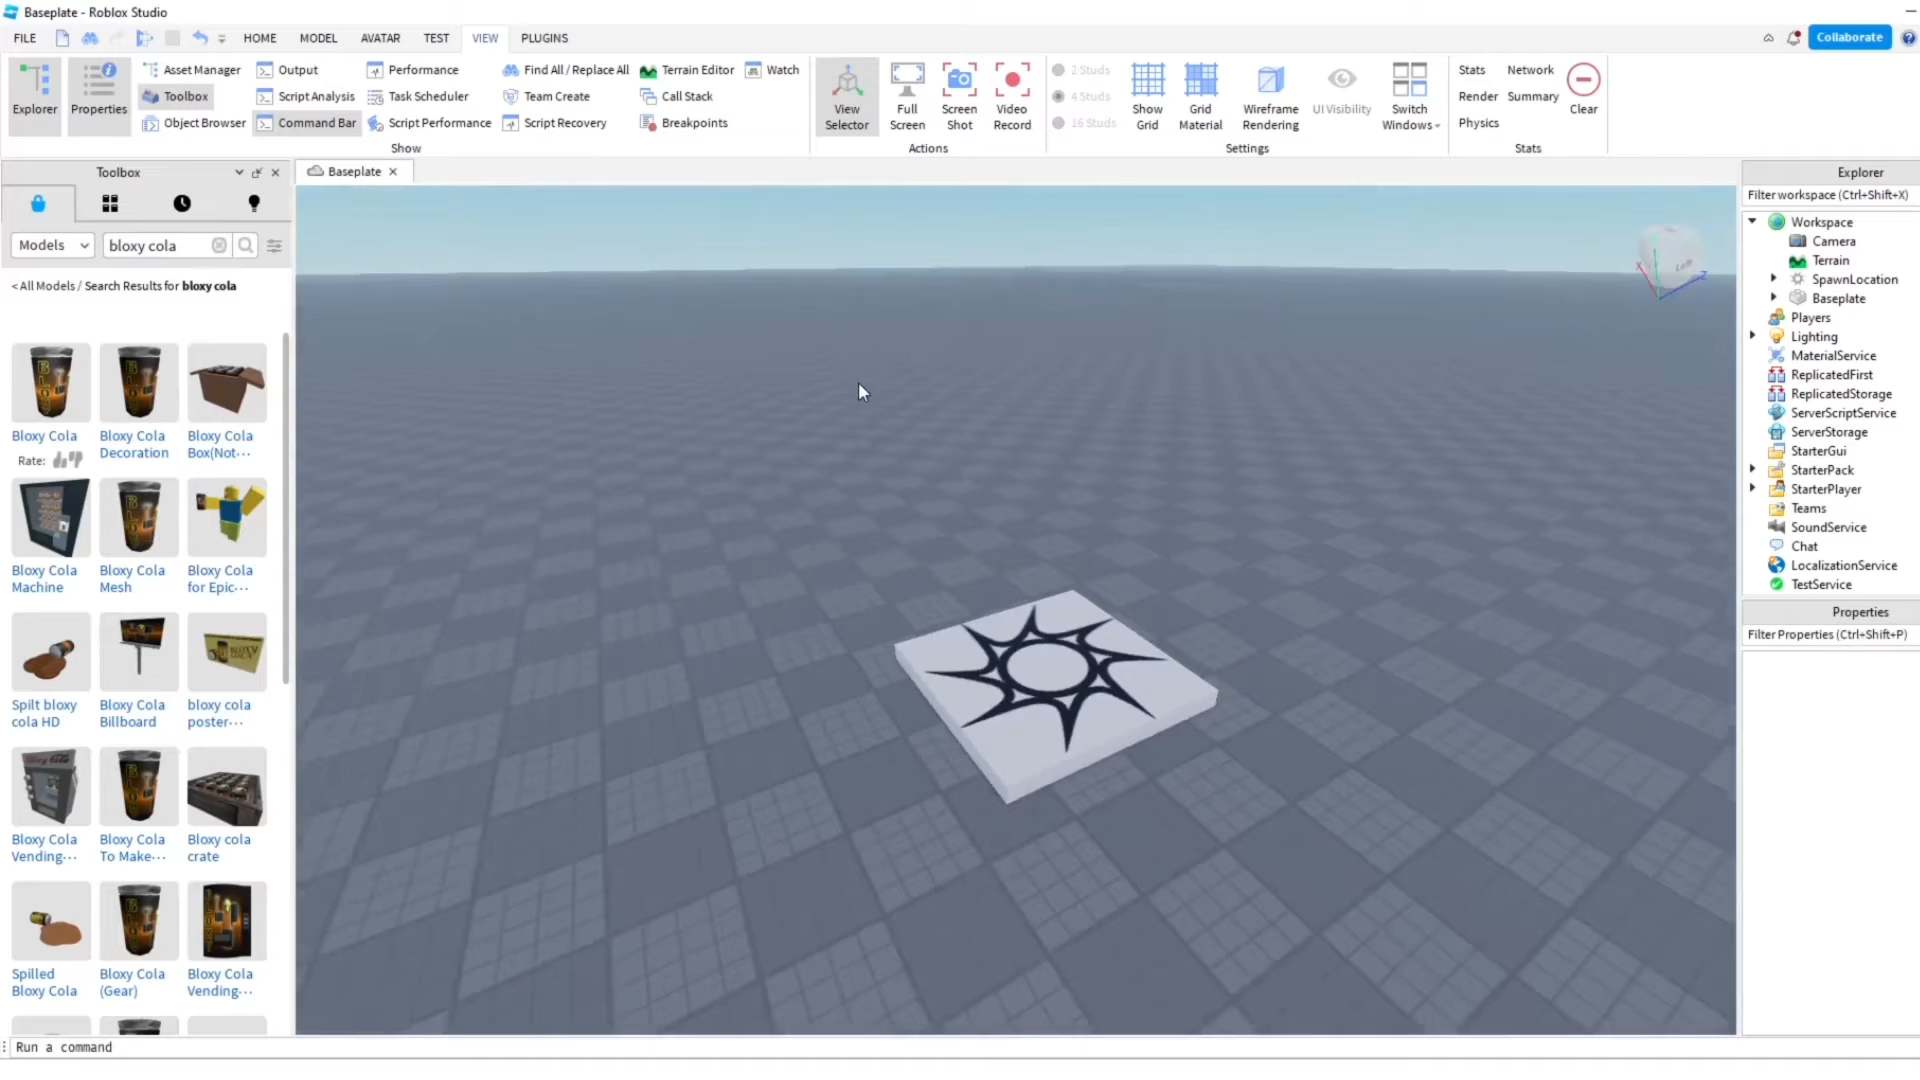 Baseplate - Roblox Studio
FILE HOME MODEL AVATAR TEST VIEW PLUGINS Collaborate ?
Explorer
Properties
Asset Manager
Toolbox
Object Browser
Output
Script Analysis
Command Bar
Performance
Task Scheduler
Script Performance
Find All / Replace All
Team Create
Script Recovery
Terrain Editor
Call Stack
Breakpoints
Watch
Show
View
Selector
Full
Screen
Screen
Shot
Video
Record
Actions
2 Studs
4 Studs
16 Studs
Show
Grid
Grid
Material
Wireframe
Rendering
UI Visibility
Switch
Windows
Settings
Stats Network
Render Summary
Physics
Clear
Stats
Toolbox
Models
bloxy cola
< All Models / Search Results for bloxy cola
Bloxy Cola
Rate:
Bloxy Cola
Decoration
Bloxy Cola
Box(Not···
Bloxy Cola
Machine
Bloxy Cola
Mesh
Bloxy Cola
for Epic···
Spilt bloxy
cola HD
Bloxy Cola
Billboard
bloxy cola
poster···
Bloxy Cola
Vending···
Bloxy Cola
To Make···
Bloxy cola
crate
Spilled
Bloxy Cola
Bloxy Cola
(Gear)
Bloxy Cola
Vending···
Baseplate
Left
X
Z
Explorer
Filter workspace (Ctrl+Shift+X)
Workspace
Camera
Terrain
SpawnLocation
Baseplate
Players
Lighting
MaterialService
ReplicatedFirst
ReplicatedStorage
ServerScriptService
ServerStorage
StarterGui
StarterPack
StarterPlayer
Teams
SoundService
Chat
LocalizationService
TestService
Properties
Filter Properties (Ctrl+Shift+P)
Run a command